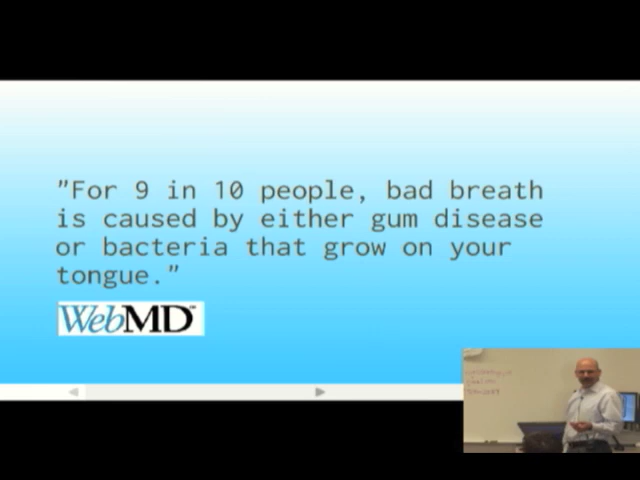 "For 9 in 10 people, bad breath
is caused by either gum disease
or bacteria that grow on your
tongue."
WebMD™